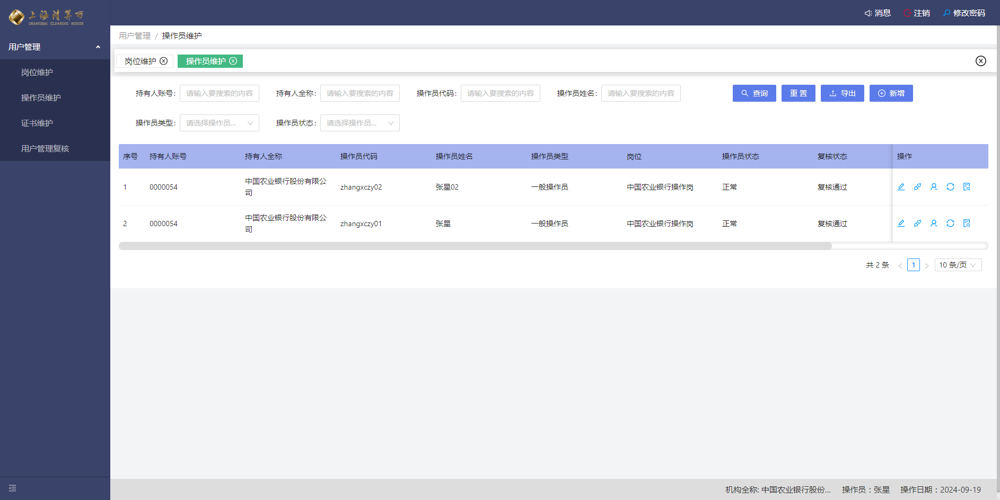 上海清算所
SHANGHAI CLEARING HOUSE
消息 注销 修改密码
用户管理
岗位维护
操作员维护
证书维护
用户管理复核
用户管理 / 操作员维护
岗位维护 操作员维护
持有人账号: 请输入要搜索的内容 持有人全称: 请输入要搜索的内容 操作员代码: 请输入要搜索的内容 操作员姓名: 请输入要搜索的内容 查询 重置 导出 新增
操作员类型: 请选择操作员... 操作员状态: 请选择操作员...
序号 持有人账号 持有人全称 操作员代码 操作员姓名 操作员类型 岗位 操作员状态 复核状态 操作
1 0000054 中国农业银行股份有限公司 zhangxczy02 张星02 一般操作员 中国农业银行操作岗 正常 复核通过
2 0000054 中国农业银行股份有限公司 zhangxczy01 张星 一般操作员 中国农业银行操作岗 正常 复核通过
共 2 条 < 1 > 10 条/页
机构全称: 中国农业银行股份... 操作员：张星 操作日期：2024-09-19